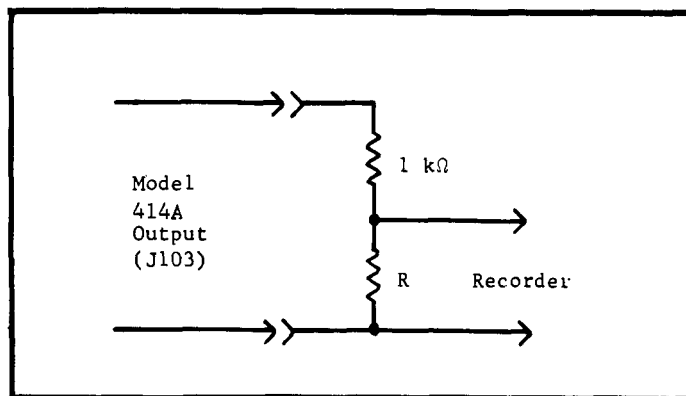 1 kΩ
Model
414A
Output
(J103)
R
Recorder